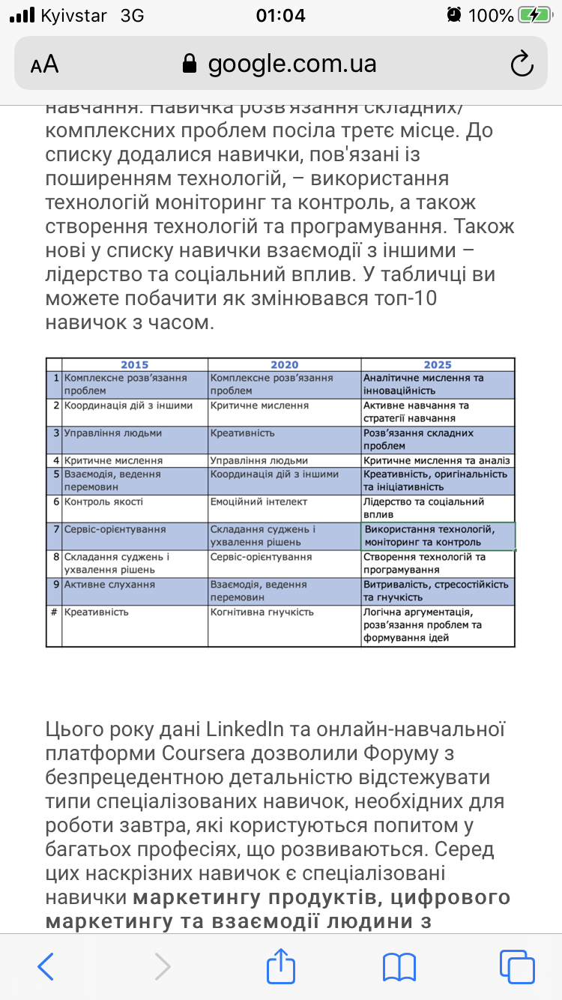 Kyivstar 3G 01:04 100%
AA google.com.ua
навчання. Навичка розв'язання складних/
комплексних проблем посіла третє місце. До
списку додалися навички, пов'язані із
поширенням технологій, – використання
технологій моніторинг та контроль, а також
створення технологій та програмування. Також
нові у списку навички взаємодії з іншими –
лідерство та соціальний вплив. У табличці ви
можете побачити як змінювався топ-10
навичок з часом.
2015 2020 2025
1 Комплексне розв’язання Комплексне розв’язання Аналітичне мислення та
проблем проблем інноваційність
2 Координація дій з іншими Критичне мислення Активне навчання та
стратегії навчання
3 Управління людьми Креативність Розв’язання складних
проблем
4 Критичне мислення Управління людьми Критичне мислення та аналіз
5 Взаємодія, ведення Координація дій з іншими Креативність, оригінальність
перемовин та ініціативність
6 Контроль якості Емоційний інтелект Лідерство та соціальний
вплив
7 Сервіс-орієнтування Складання суджень і Використання технологій,
ухвалення рішень моніторинг та контроль
8 Складання суджень і Сервіс-орієнтування Створення технологій та
ухвалення рішень програмування
9 Активне слухання Взаємодія, ведення Витривалість, стресостійкість
перемовин та гнучкість
# Креативність Когнітивна гнучкість Логічна аргументація,
розв’язання проблем та
формування ідей
Цього року дані LinkedIn та онлайн-навчальної
платформи Coursera дозволили Форуму з
безпрецедентною детальністю відстежувати
типи спеціалізованих навичок, необхідних для
роботи завтра, які користуються попитом у
багатьох професіях, що розвиваються. Серед
цих наскрізних навичок є спеціалізовані
навички маркетингу продуктів, цифрового
маркетингу та взаємодії людини з